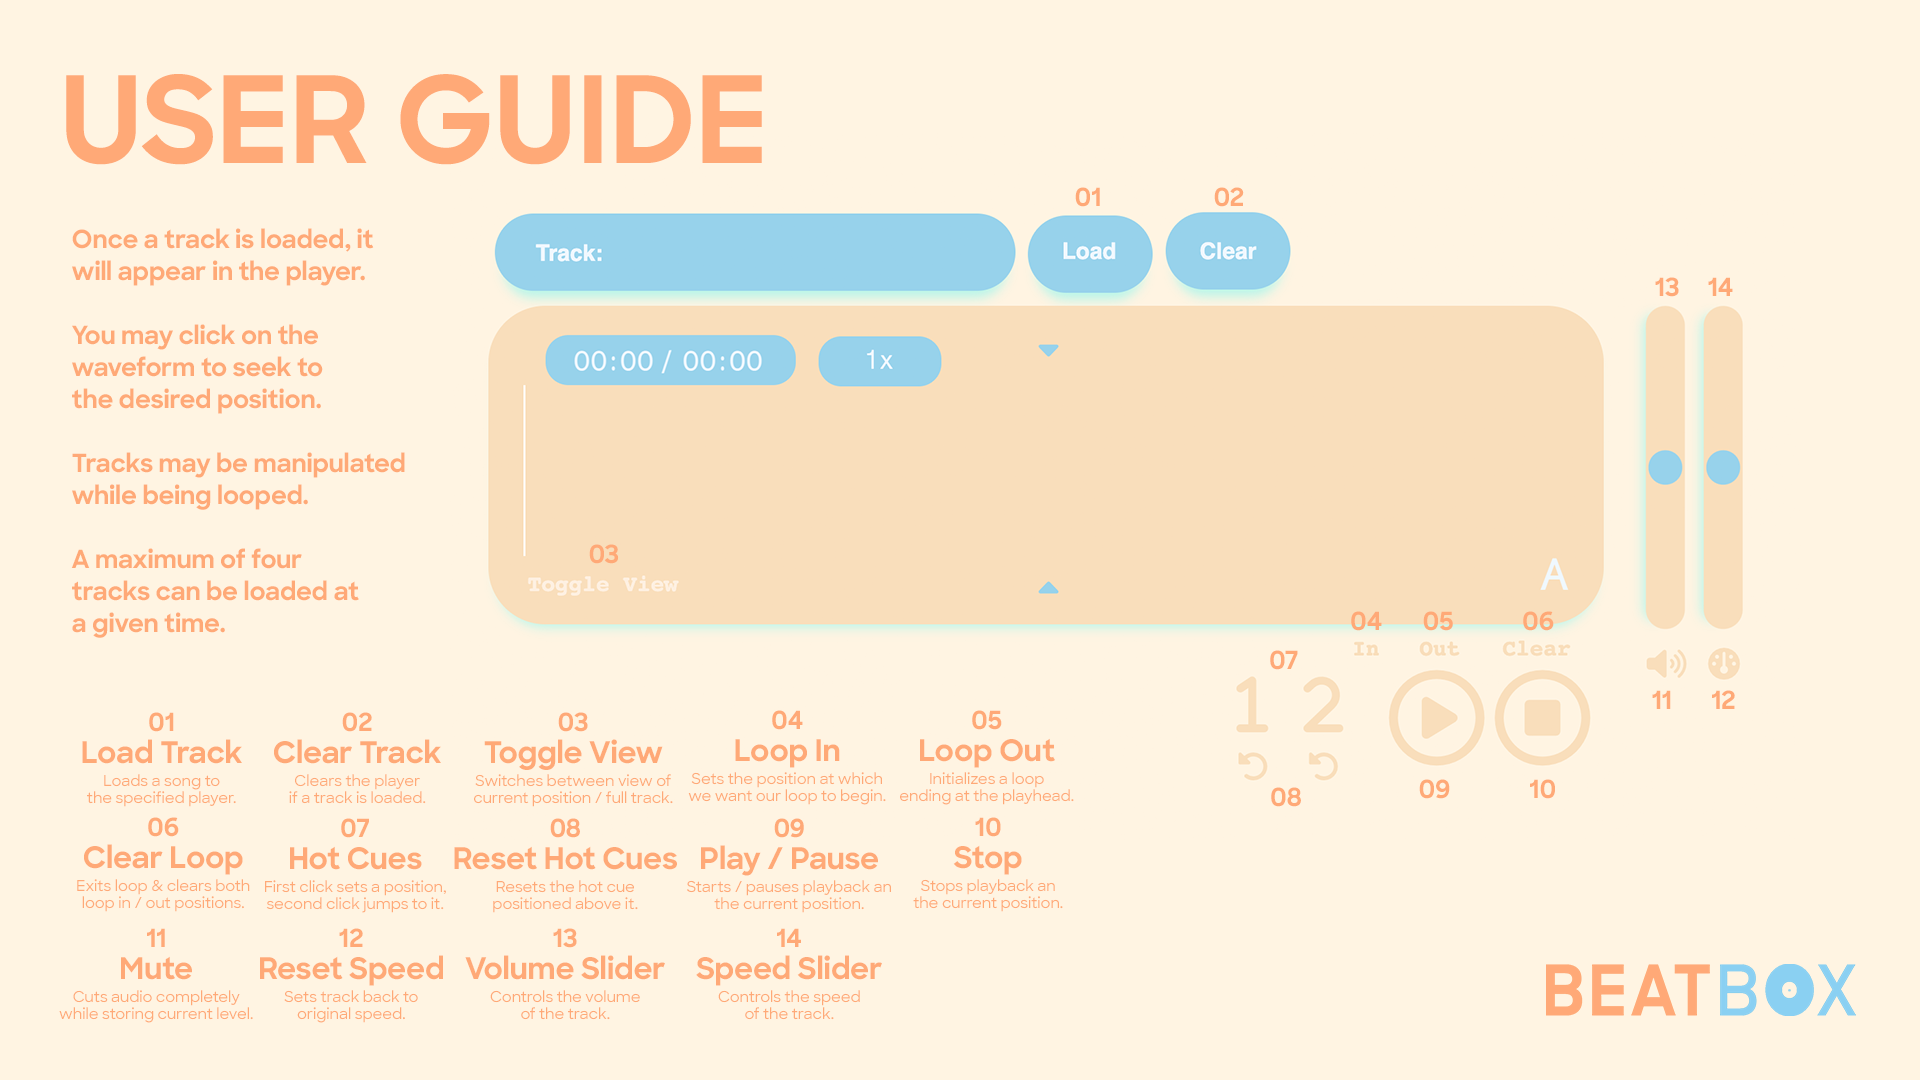 USER GUIDE
Once a track is loaded, it
will appear in the player.
You may click on the
waveform to seek to
the desired position.
Tracks may be manipulated
while being looped.
A maximum of four
tracks can be loaded at
a given time.
01
02
Track:
Load
Clear
13
14
00:00 / 00:00
1x
03
Toggle View
A
04
05
06
In
Out
Clear
07
1 2
08
09
10
11
12
01
Load Track
Loads a song to
the specified player.
02
Clear Track
Clears the player
if a track is loaded.
03
Toggle View
Switches between view of
current position / full track.
04
Loop In
Sets the position at which
we want our loop to begin.
05
Loop Out
Initializes a loop
ending at the playhead.
06
Clear Loop
Exits loop & clears both
loop in / out positions.
07
Hot Cues
First click sets a position,
second click jumps to it.
08
Reset Hot Cues
Resets the hot cue
positioned above it.
09
Play / Pause
Starts / pauses playback an
the current position.
10
Stop
Stops playback an
the current position.
11
Mute
Cuts audio completely
while storing current level.
12
Reset Speed
Sets track back to
original speed.
13
Volume Slider
Controls the volume
of the track.
14
Speed Slider
Controls the speed
of the track.
BEATBOX